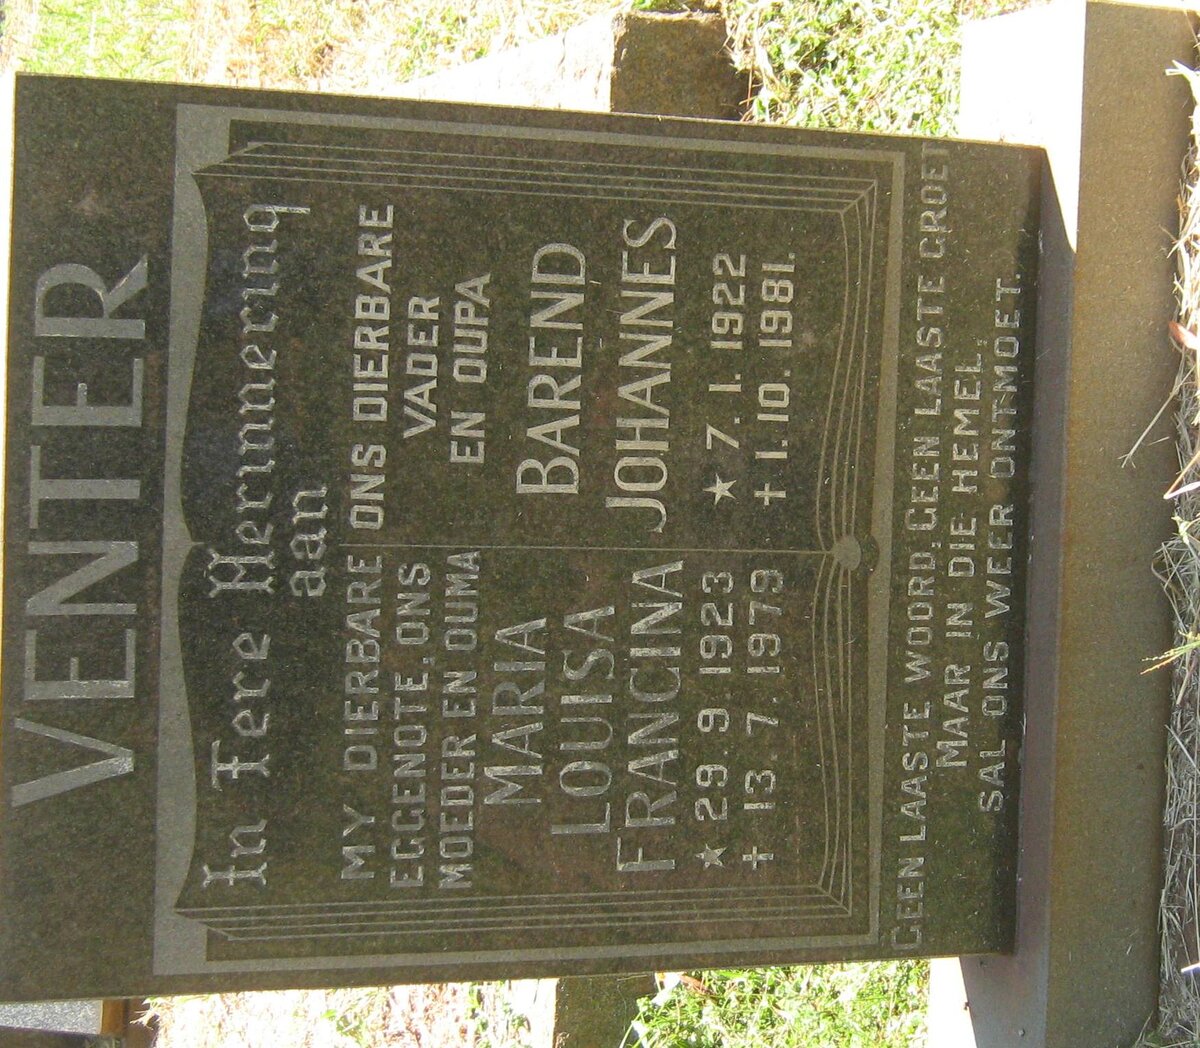 VENTER
In Tere Herinnering
aan
MY DIERBARE
EGGENOTE, ONS
MOEDER EN OUMA
MARIA
LOUISA
FRANCINA
★ 29.9.1923
✝ 13.7.1979
ONS DIERBARE
VADER
EN OUPA
BAREND
JOHANNES
★ 7.1.1922
✝ 1.10.1981.
GEEN LAASTE WOORD, GEEN LAASTE GROET
MAAR IN DIE HEMEL,
SAL ONS WEER ONTMOET.